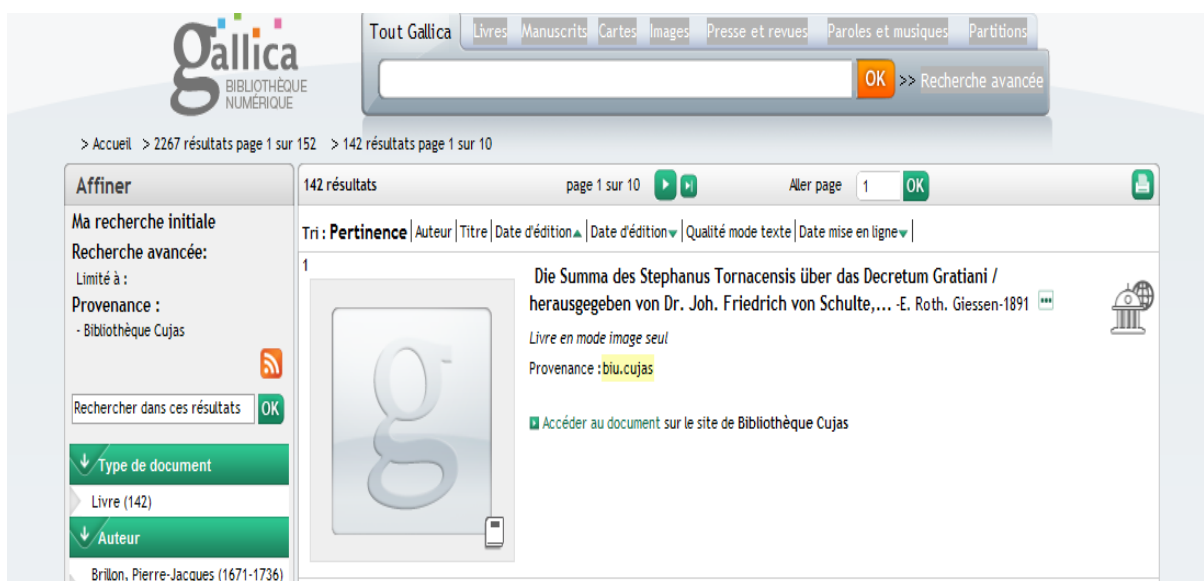 gallica
BIBLIOTHÈQUE
NUMÉRIQUE
Tout Gallica Livres Manuscrits Cartes Images Presse et revues Paroles et musiques Partitions
OK >> Recherche avancée
> Accueil > 2267 résultats page 1 sur 152 > 142 résultats page 1 sur 10
Affiner
Ma recherche initiale
Recherche avancée:
Limité à :
Provenance :
- Bibliothèque Cujas
Rechercher dans ces résultats OK
Type de document
Livre (142)
Auteur
Brillon, Pierre-Jacques (1671-1736)
142 résultats page 1 sur 10 Aller page 1 OK
Tri : Pertinence | Auteur | Titre | Date d'édition | Date d'édition | Qualité mode texte | Date mise en ligne |
1
g
Die Summa des Stephanus Tornacensis über das Decretum Gratiani /
herausgegeben von Dr. Joh. Friedrich von Schulte,... -E. Roth. Giessen-1891
Livre en mode image seul
Provenance : biu.cujas
Accéder au document sur le site de Bibliothèque Cujas